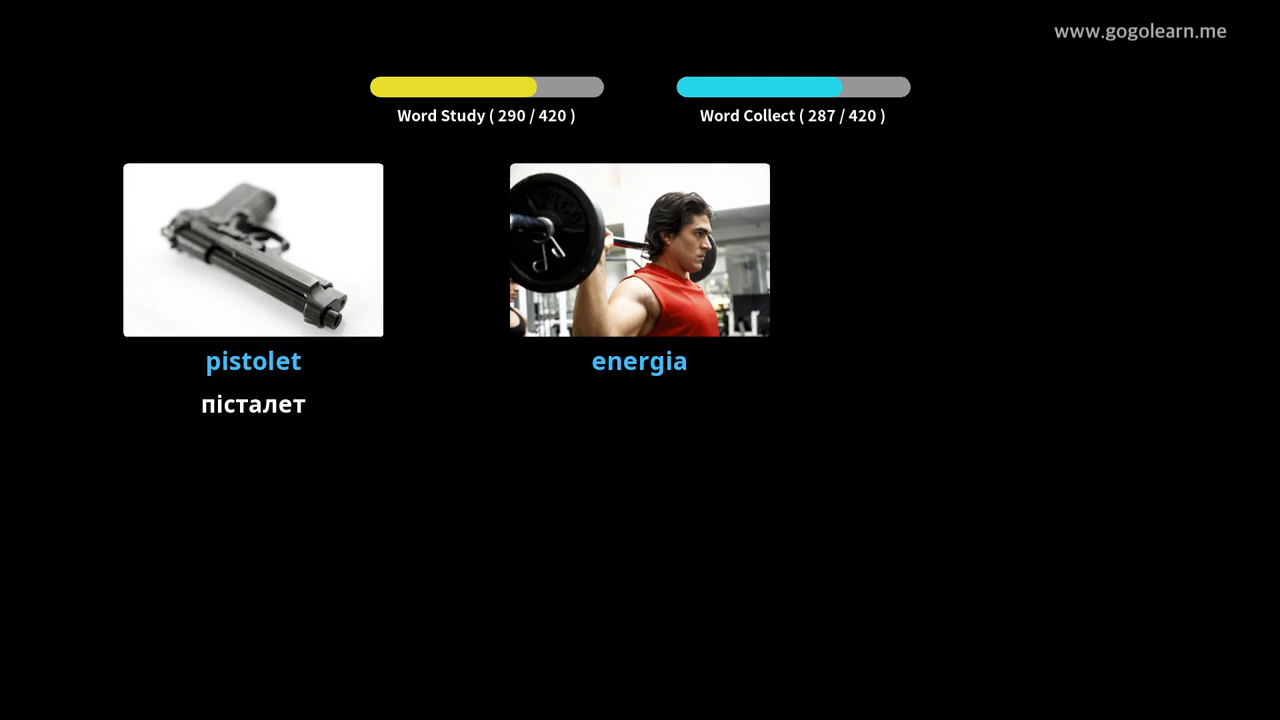 www.gogolearn.me
Word Study ( 290 / 420 )
Word Collect ( 287 / 420 )
pistolet
energia
пісталет